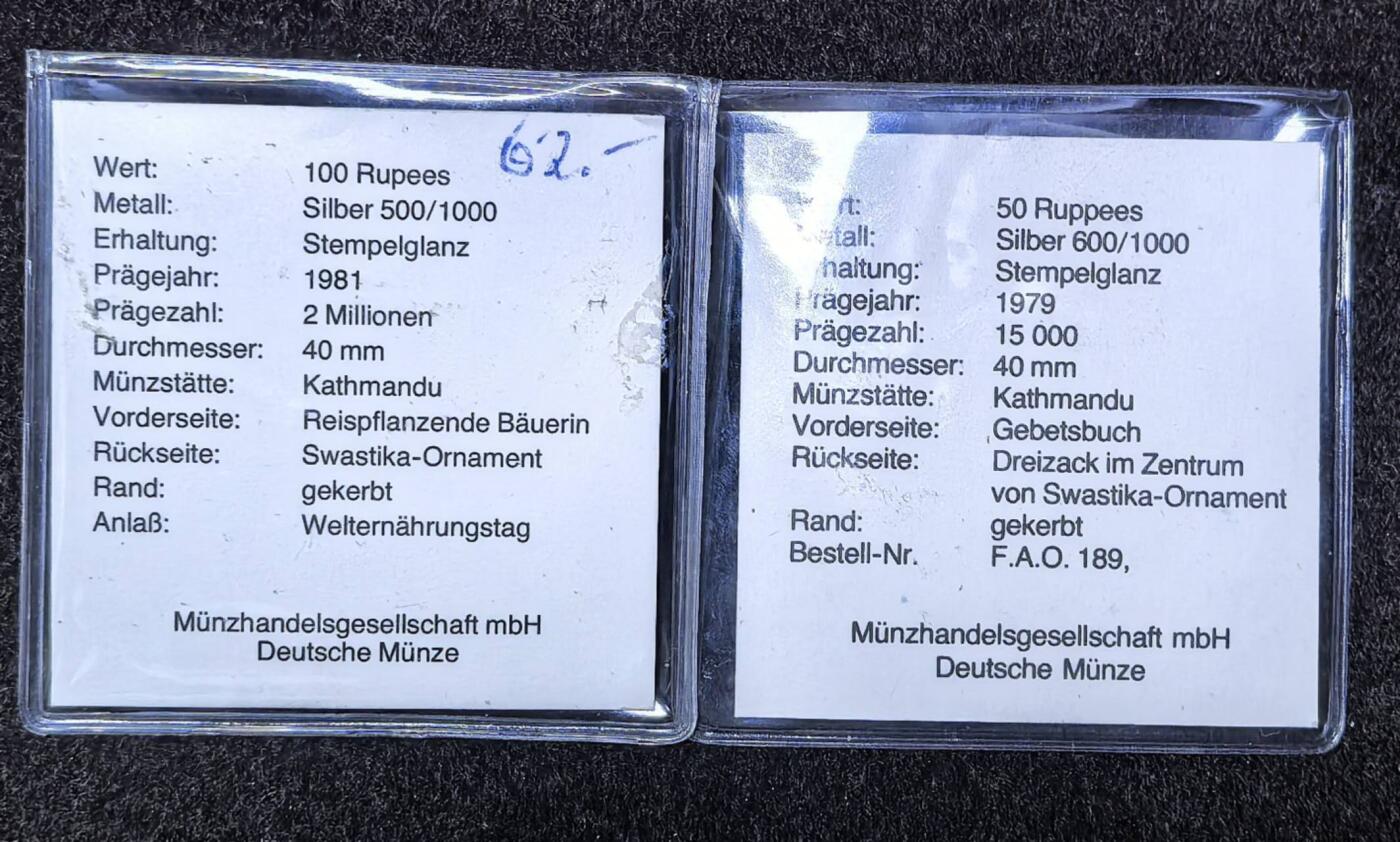 62.-
Wert: 100 Rupees
Metall: Silber 500/1000
Erhaltung: Stempelglanz
Prägejahr: 1981
Prägezahl: 2 Millionen
Durchmesser: 40 mm
Münzstätte: Kathmandu
Vorderseite: Reispflanzende Bäuerin
Rückseite: Swastika-Ornament
Rand: gekerbt
Anlaß: Welternährungstag
Münzhandelsgesellschaft mbH
Deutsche Münze
Wert: 50 Ruppees
Metall: Silber 600/1000
Erhaltung: Stempelglanz
Prägejahr: 1979
Prägezahl: 15 000
Durchmesser: 40 mm
Münzstätte: Kathmandu
Vorderseite: Gebetsbuch
Rückseite: Dreizack im Zentrum
von Swastika-Ornament
Rand: gekerbt
Bestell-Nr. F.A.O. 189,
Münzhandelsgesellschaft mbH
Deutsche Münze